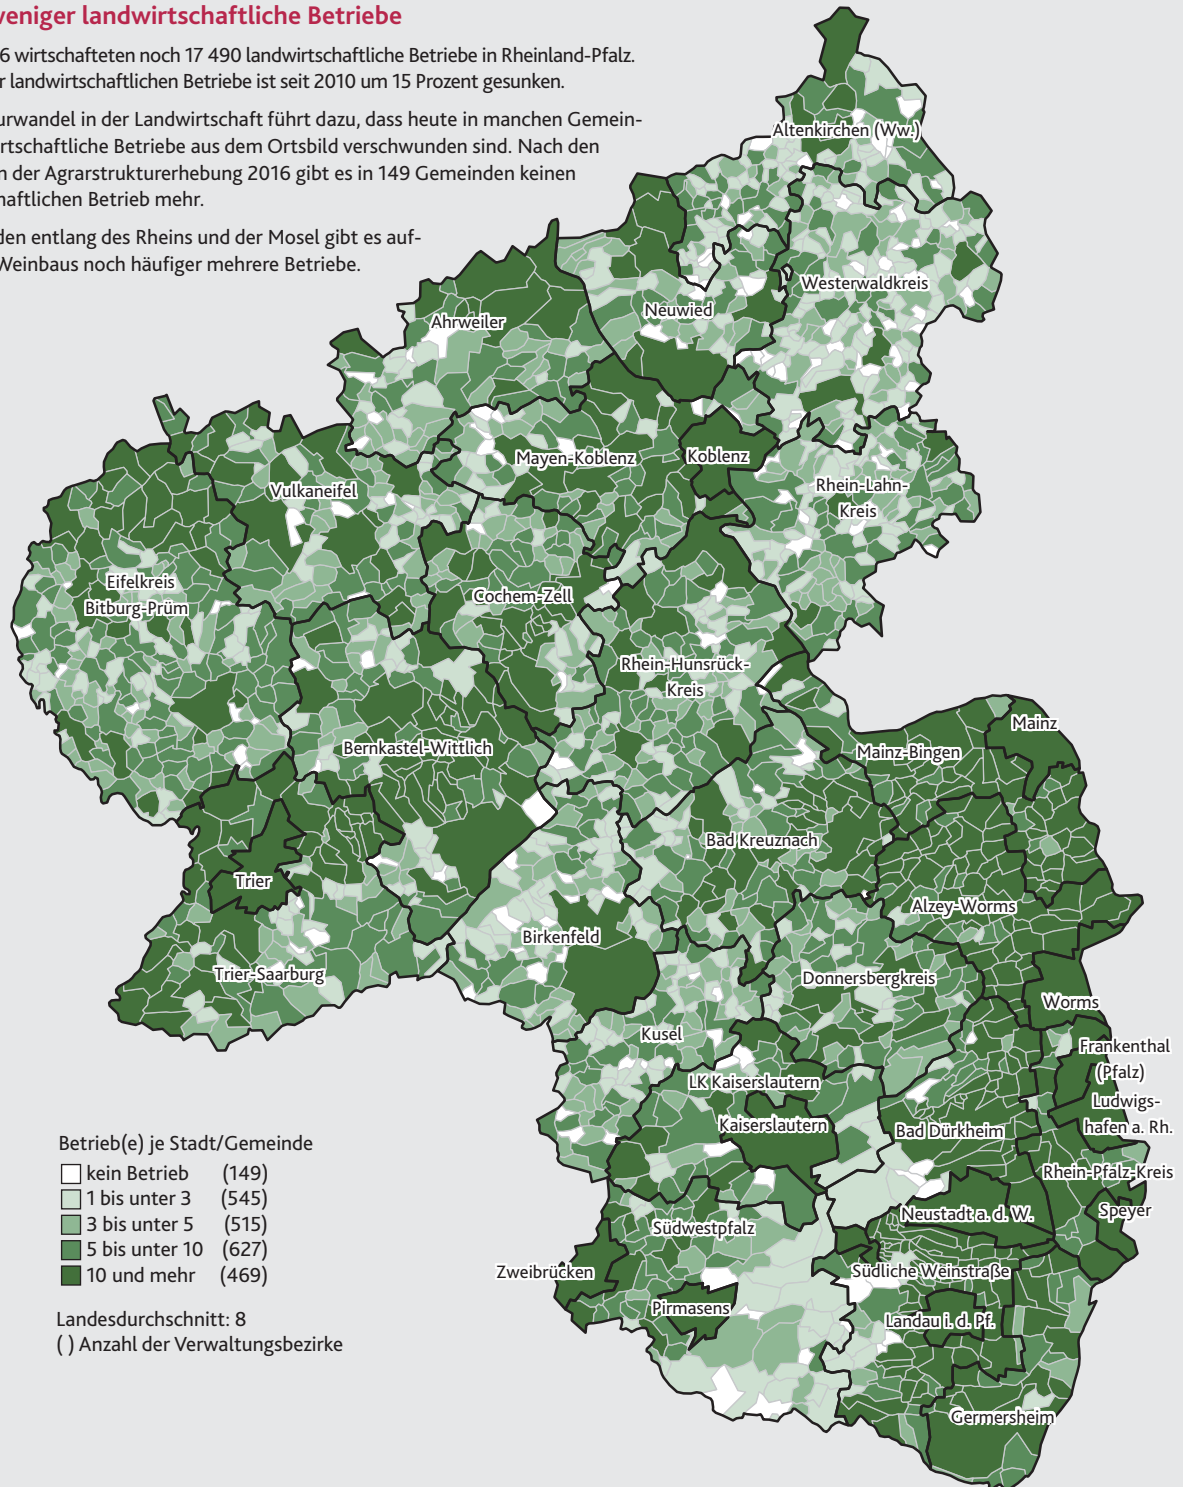 weniger landwirtschaftliche Betriebe
6 wirtschafteten noch 17 490 landwirtschaftliche Betriebe in Rheinland-Pfalz.
r landwirtschaftlichen Betriebe ist seit 2010 um 15 Prozent gesunken.
urwandel in der Landwirtschaft führt dazu, dass heute in manchen Gemein-
rtschaftliche Betriebe aus dem Ortsbild verschwunden sind. Nach den
n der Agrarstrukturerhebung 2016 gibt es in 149 Gemeinden keinen
haftlichen Betrieb mehr.
den entlang des Rheins und der Mosel gibt es auf-
Weinbaus noch häufiger mehrere Betriebe.
Altenkirchen (Ww.)
Westerwaldkreis
Neuwied
Ahrweiler
Mayen-Koblenz
Koblenz
Rhein-Lahn-
Kreis
Vulkaneifel
Eifelkreis
Bitburg-Prüm
Cochem-Zell
Rhein-Hunsrück-
Kreis
Mainz
Bernkastel-Wittlich
Mainz-Bingen
Bad Kreuznach
Trier
Alzey-Worms
Birkenfeld
Trier-Saarburg
Donnersbergkreis
Worms
Kusel
Frankenthal
(Pfalz)
LK Kaiserslautern
Ludwigs-
hafen a. Rh.
Kaiserslautern
Bad Dürkheim
Rhein-Pfalz-Kreis
Speyer
Neustadt a. d. W.
Südwestpfalz
Zweibrücken
Südliche Weinstraße
Pirmasens
Landau i. d. Pf.
Germersheim
Betrieb(e) je Stadt/Gemeinde
kein Betrieb (149)
1 bis unter 3 (545)
3 bis unter 5 (515)
5 bis unter 10 (627)
10 und mehr (469)
Landesdurchschnitt: 8
( ) Anzahl der Verwaltungsbezirke